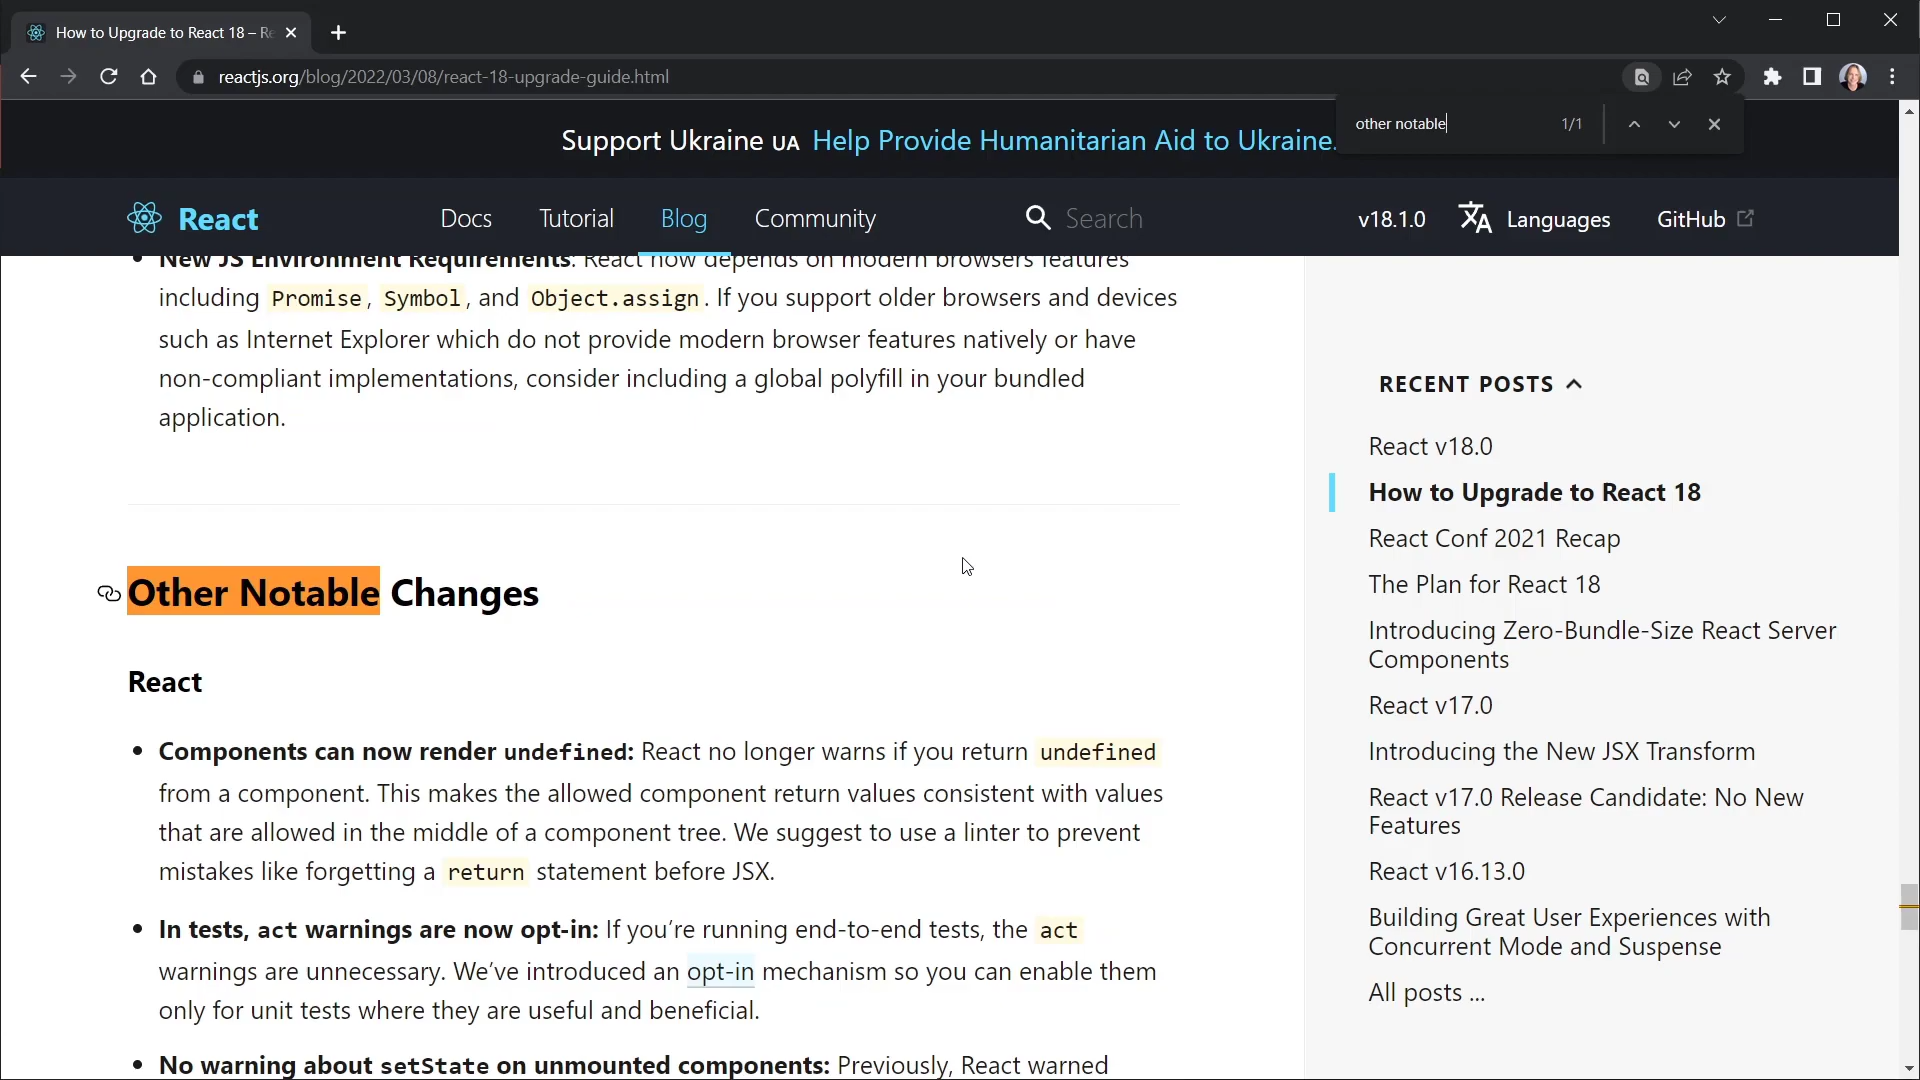 How to Upgrade to React 18 – Re
reactjs.org/blog/2022/03/08/react-18-upgrade-guide.html
other notable 1/1
Support Ukraine UA Help Provide Humanitarian Aid to Ukraine.
React Docs Tutorial Blog Community Search v18.1.0 Languages GitHub
New JS Environment Requirements: React now depends on modern browsers features
including Promise, Symbol, and Object.assign. If you support older browsers and devices
such as Internet Explorer which do not provide modern browser features natively or have
non-compliant implementations, consider including a global polyfill in your bundled
application.
Other Notable Changes
React
• Components can now render undefined: React no longer warns if you return undefined
from a component. This makes the allowed component return values consistent with values
that are allowed in the middle of a component tree. We suggest to use a linter to prevent
mistakes like forgetting a return statement before JSX.
• In tests, act warnings are now opt-in: If you’re running end-to-end tests, the act
warnings are unnecessary. We’ve introduced an opt-in mechanism so you can enable them
only for unit tests where they are useful and beneficial.
• No warning about setState on unmounted components: Previously, React warned
RECENT POSTS
React v18.0
How to Upgrade to React 18
React Conf 2021 Recap
The Plan for React 18
Introducing Zero-Bundle-Size React Server
Components
React v17.0
Introducing the New JSX Transform
React v17.0 Release Candidate: No New
Features
React v16.13.0
Building Great User Experiences with
Concurrent Mode and Suspense
All posts ...